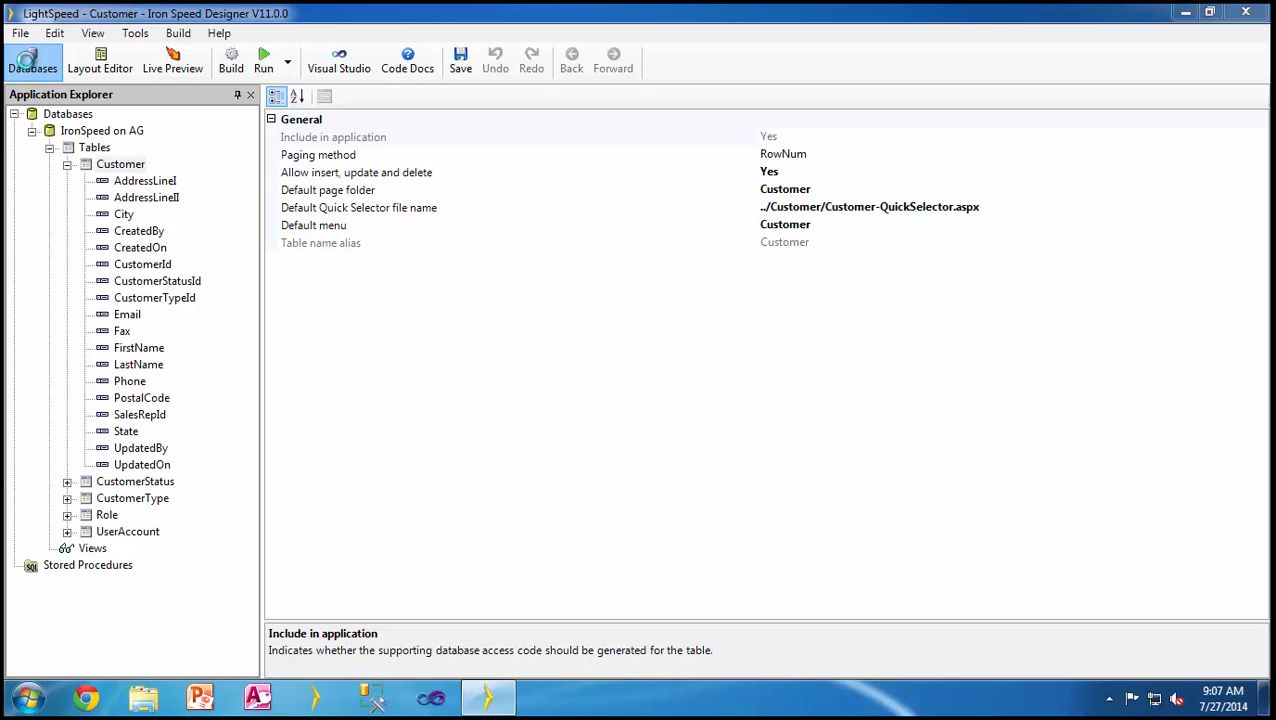 LightSpeed - Customer - Iron Speed Designer V11.0.0
File Edit View Tools Build Help
Databases Layout Editor Live Preview Build Run Visual Studio Code Docs Save Undo Redo Back Forward
Application Explorer
Databases
IronSpeed on AG
Tables
Customer
AddressLineI
AddressLineII
City
CreatedBy
CreatedOn
CustomerId
CustomerStatusId
CustomerTypeId
Email
Fax
FirstName
LastName
Phone
PostalCode
SalesRepId
State
UpdatedBy
UpdatedOn
CustomerStatus
CustomerType
Role
UserAccount
Views
Stored Procedures
General
Include in application Yes
Paging method RowNum
Allow insert, update and delete Yes
Default page folder Customer
Default Quick Selector file name ../Customer/Customer-QuickSelector.aspx
Default menu Customer
Table name alias Customer
Include in application
Indicates whether the supporting database access code should be generated for the table.
9:07 AM
7/27/2014